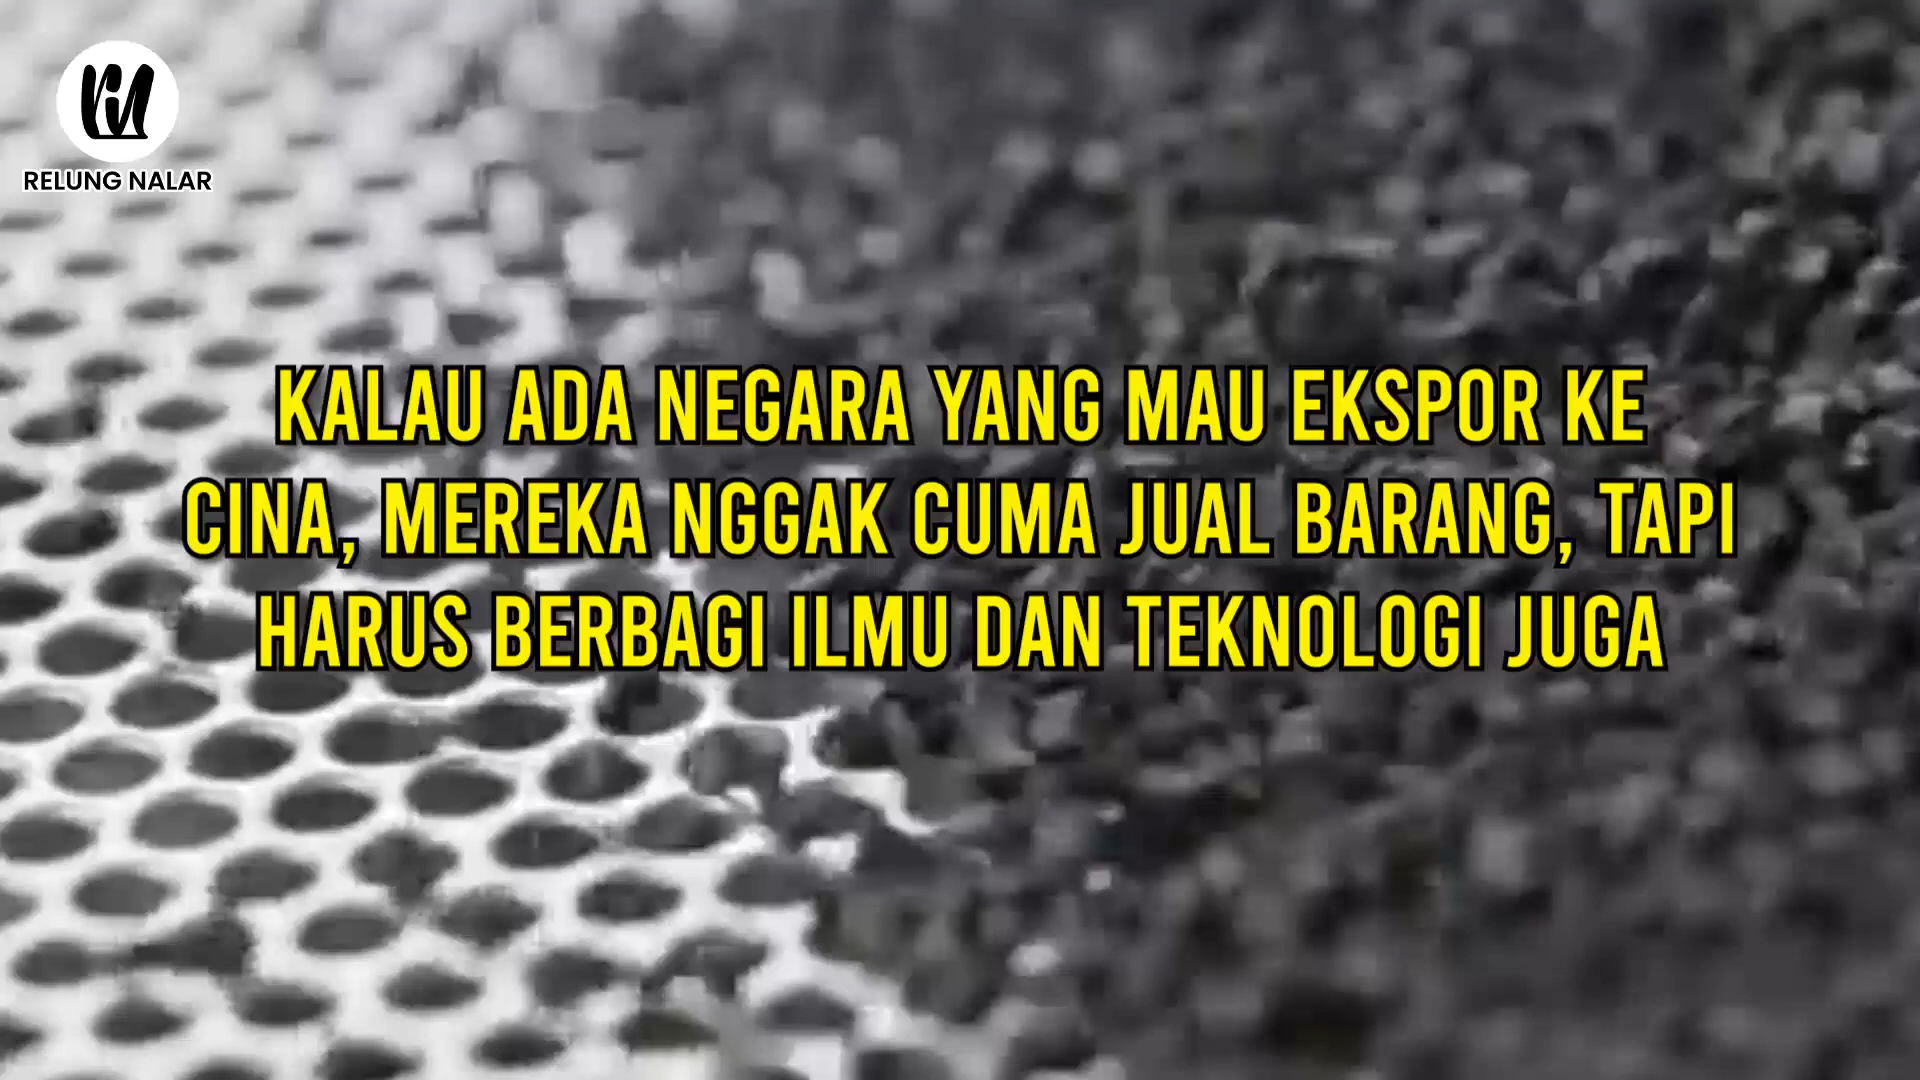 RELUNG NALAR
KALAU ADA NEGARA YANG MAU EKSPOR KE
CINA, MEREKA NGGAK CUMA JUAL BARANG, TAPI
HARUS BERBAGI ILMU DAN TEKNOLOGI JUGA